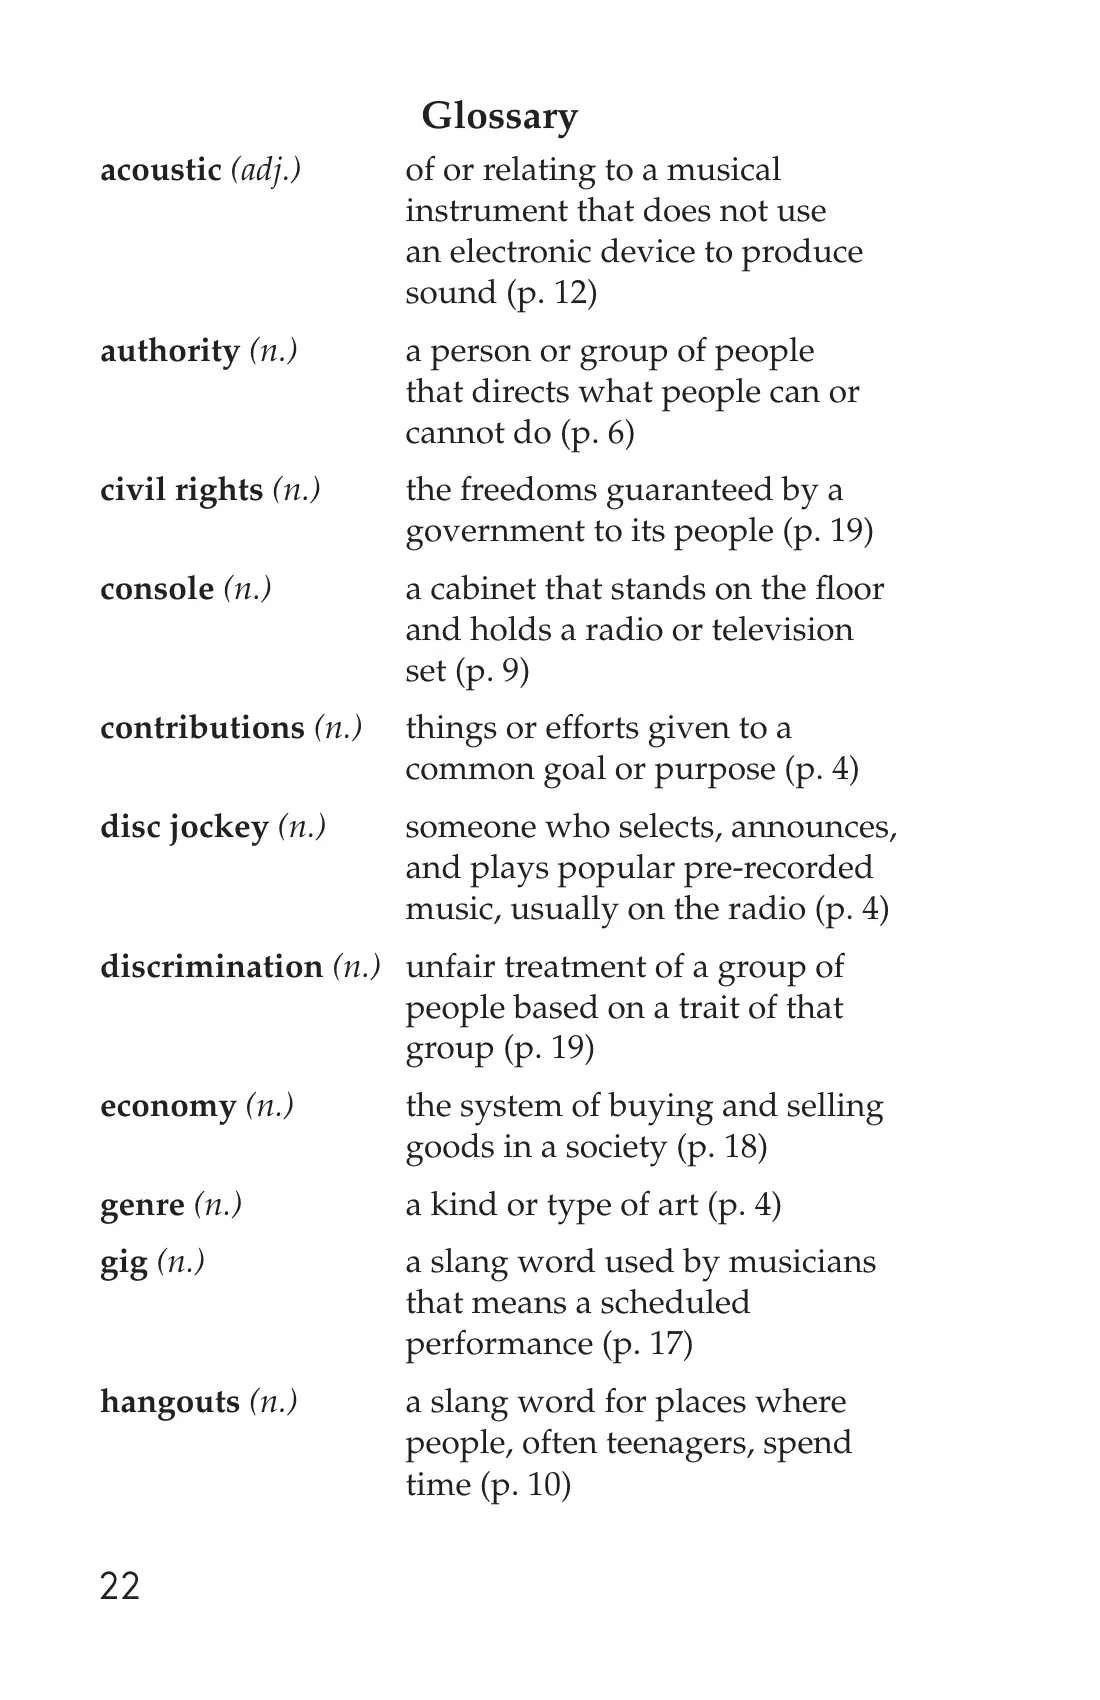 Glossary
acoustic (adj.) of or relating to a musical
instrument that does not use
an electronic device to produce
sound (p. 12)
authority (n.) a person or group of people
that directs what people can or
cannot do (p. 6)
civil rights (n.) the freedoms guaranteed by a
government to its people (p. 19)
console (n.) a cabinet that stands on the floor
and holds a radio or television
set (p. 9)
contributions (n.) things or efforts given to a
common goal or purpose (p. 4)
disc jockey (n.) someone who selects, announces,
and plays popular pre-recorded
music, usually on the radio (p. 4)
discrimination (n.) unfair treatment of a group of
people based on a trait of that
group (p. 19)
economy (n.) the system of buying and selling
goods in a society (p. 18)
genre (n.) a kind or type of art (p. 4)
gig (n.) a slang word used by musicians
that means a scheduled
performance (p. 17)
hangouts (n.) a slang word for places where
people, often teenagers, spend
time (p. 10)
22